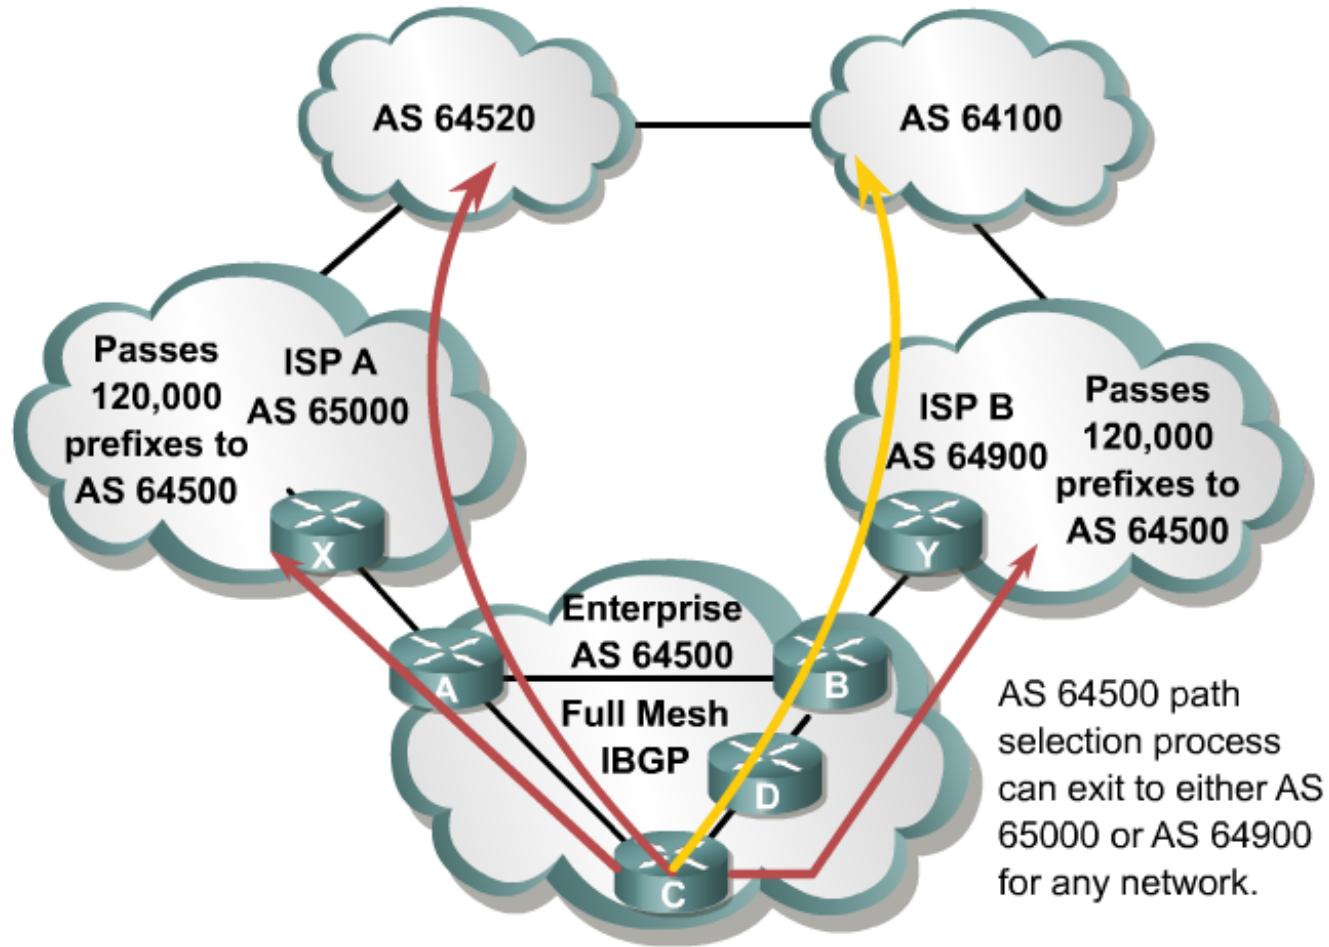 AS 64520
AS 64100
Passes
120,000
prefixes to
AS 64500
ISP A
AS 65000
ISP B
AS 64900
Passes
120,000
prefixes to
AS 64500
X
Y
Enterprise
AS 64500
A
B
Full Mesh
IBGP
D
C
AS 64500 path
selection process
can exit to either AS
65000 or AS 64900
for any network.